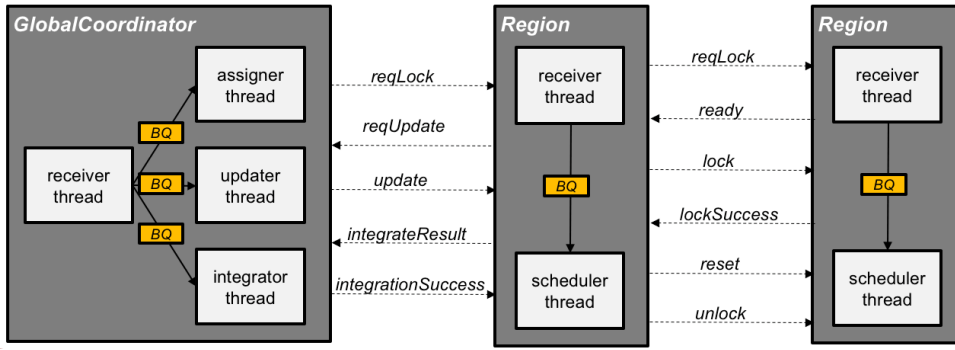 GlobalCoordinator
assigner
thread
BQ
receiver
thread
BQ
updater
thread
BQ
integrator
thread
reqLock
reqUpdate
update
integrateResult
integrationSuccess
Region
receiver
thread
BQ
scheduler
thread
reqLock
ready
lock
lockSuccess
reset
unlock
Region
receiver
thread
BQ
scheduler
thread